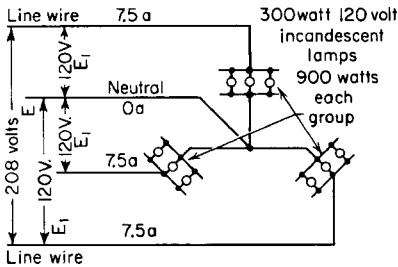 Line wire 7.5a
300 watt 120 volt
incandescent
lamps
900 watts
each
group
120V.
E1
Neutral
0a
208 volts
E
120V.
E1
120V.
E1
7.5a
7.5a
Line wire